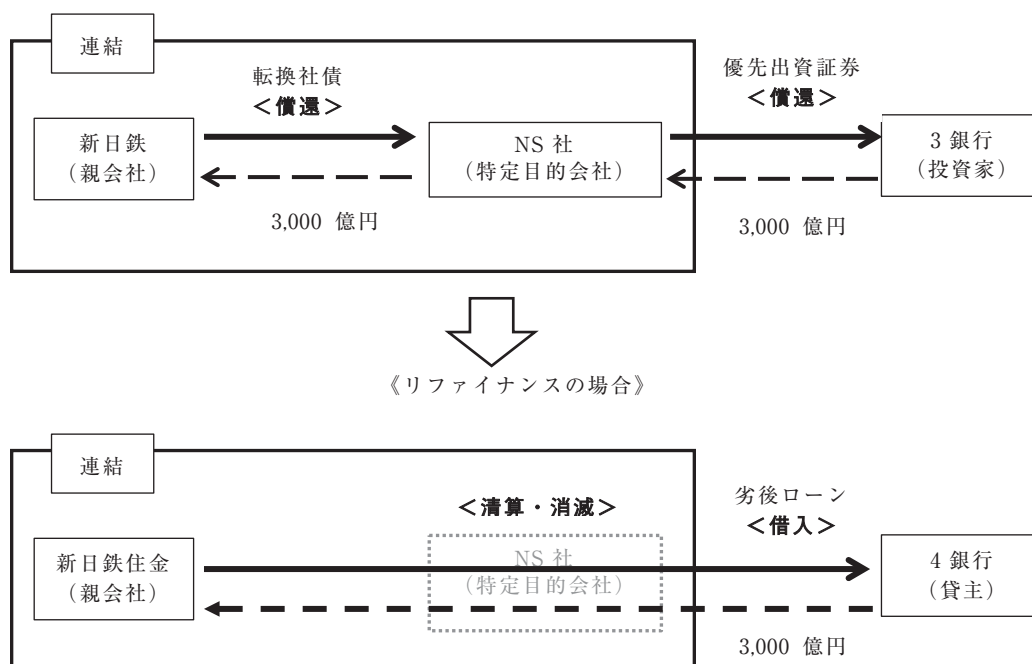 連結
転換社債
＜償還＞
優先出資証券
＜償還＞
新日鉄
（親会社）
NS 社
（特定目的会社）
3 銀行
（投資家）
3,000 億円
3,000 億円
《リファイナンスの場合》
連結
＜清算・消滅＞
劣後ローン
＜借入＞
新日鉄住金
（親会社）
NS 社
（特定目的会社）
4 銀行
（貸主）
3,000 億円